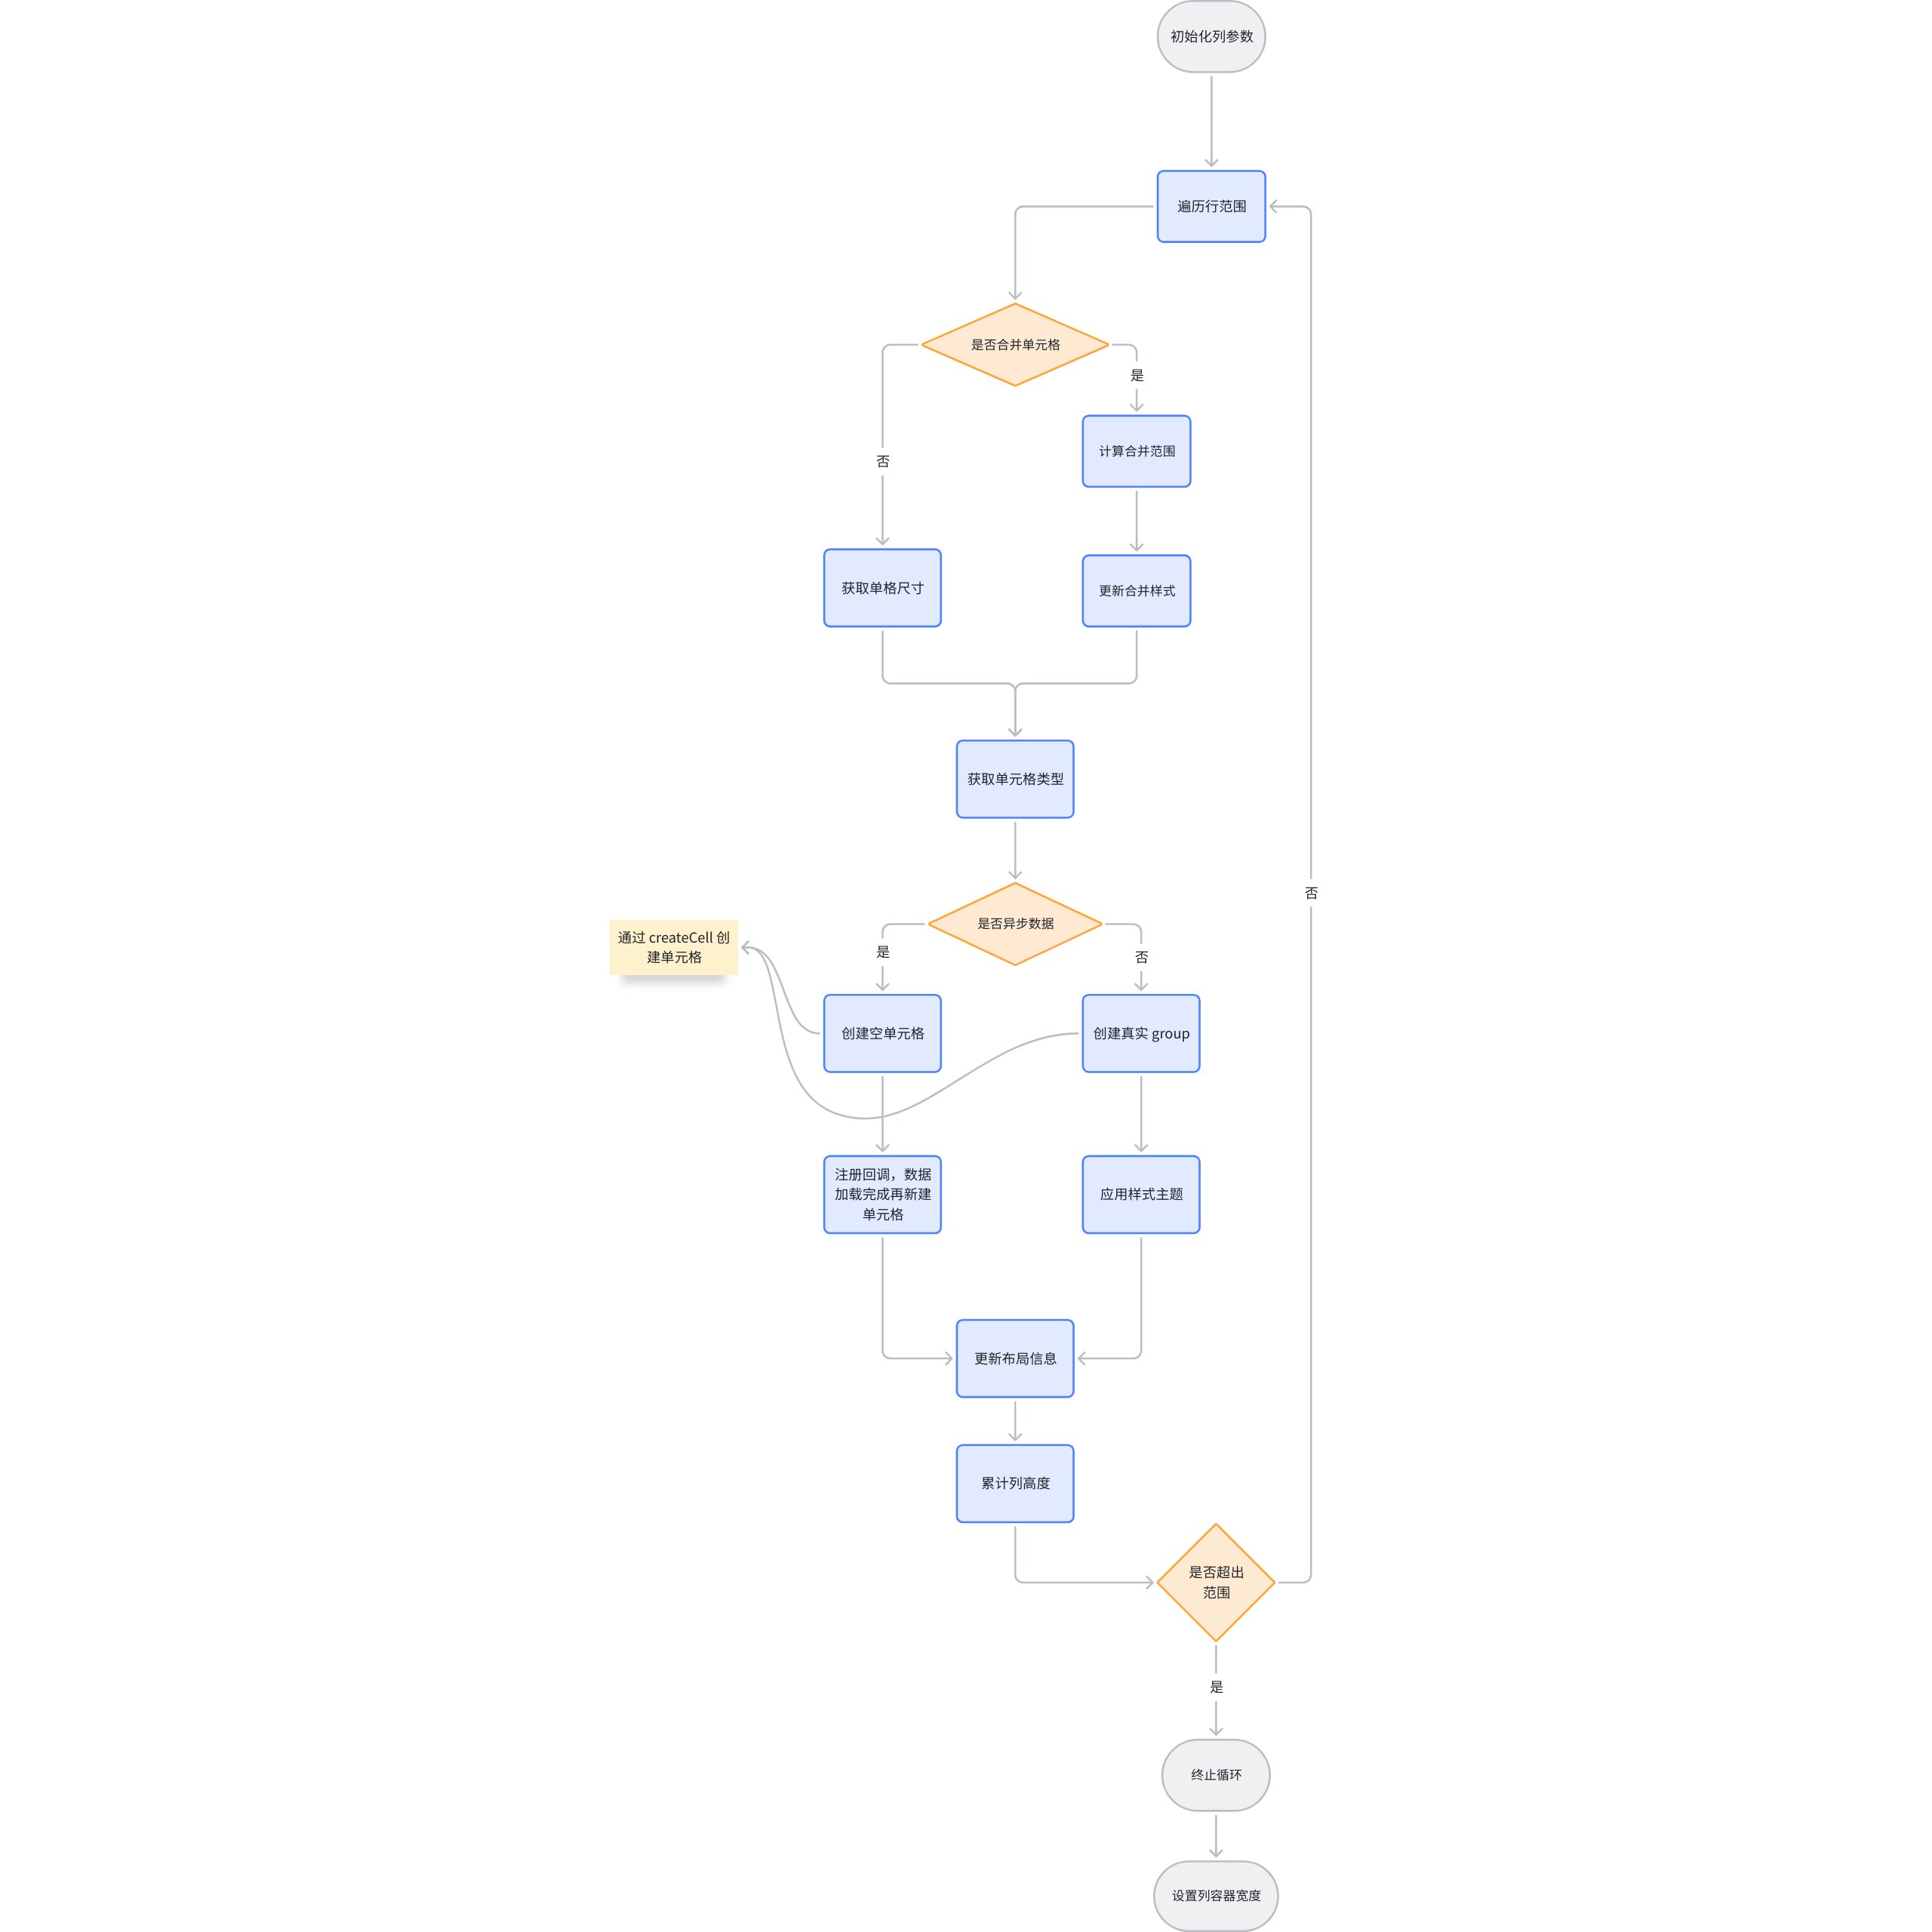 初始化列参数
遍历行范围
是否合并单元格
是
计算合并范围
否
获取单格尺寸
更新合并样式
获取单元格类型
是否异步数据
否
通过 createCell 创
建单元格
是
否
创建空单元格
创建真实 group
注册回调，数据
加载完成再新建
单元格
应用样式主题
更新布局信息
累计列高度
是否超出
范围
是
终止循环
设置列容器宽度